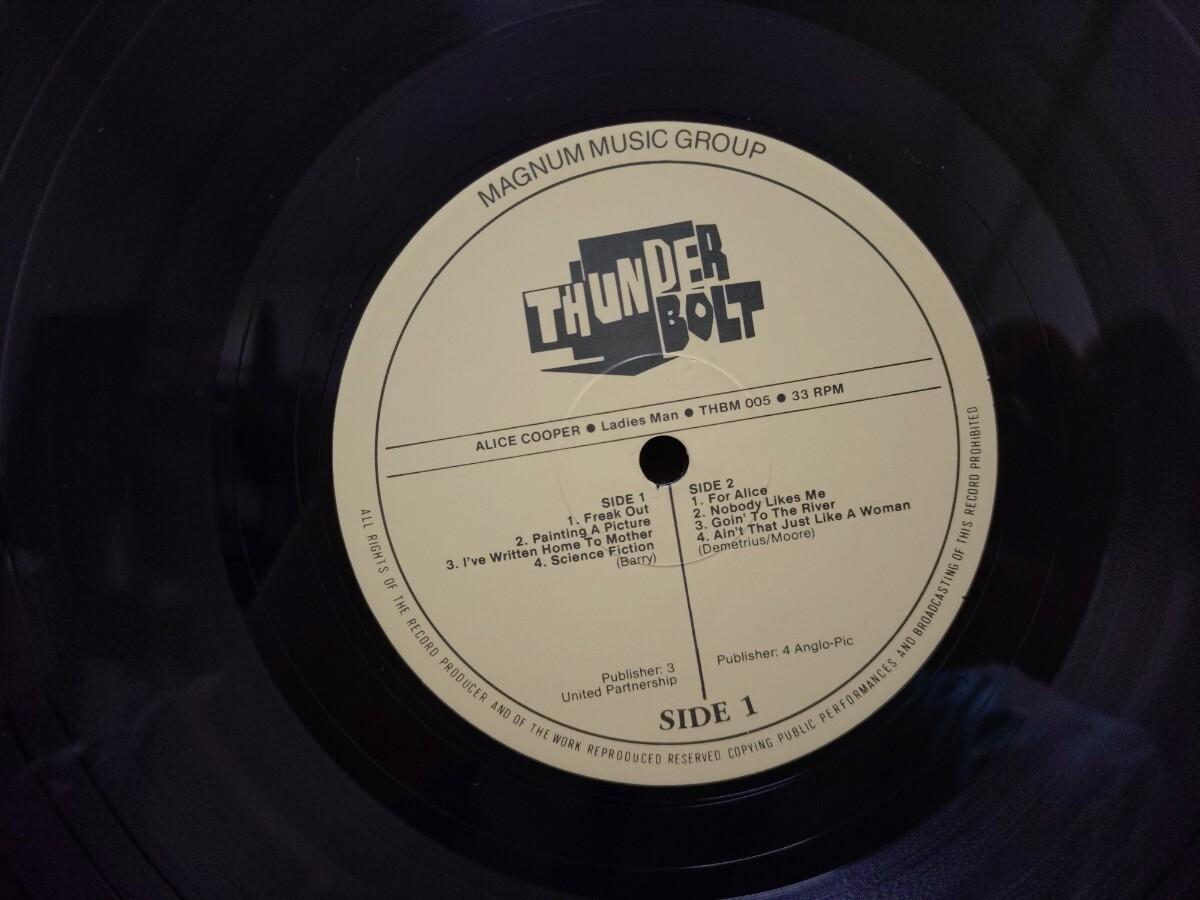 MAGNUM MUSIC GROUP
THUNDER
BOLT
ALICE COOPER ● Ladies Man ● THBM 005 ● 33 RPM
SIDE 1
1. Freak Out
2. Painting A Picture
3. I've Written Home To Mother
4. Science Fiction
(Barry)
SIDE 2
1. For Alice
2. Nobody Likes Me
3. Goin' To The River
4. Ain't That Just Like A Woman
(Demetrius/Moore)
Publisher: 3
United Partnership
Publisher: 4 Anglo-Pic
SIDE 1
ALL RIGHTS OF THE RECORD PRODUCER AND OF THE WORK REPRODUCED RESERVED COPYING PUBLIC PERFORMANCES AND BROADCASTING OF THIS RECORD PROHIBITED